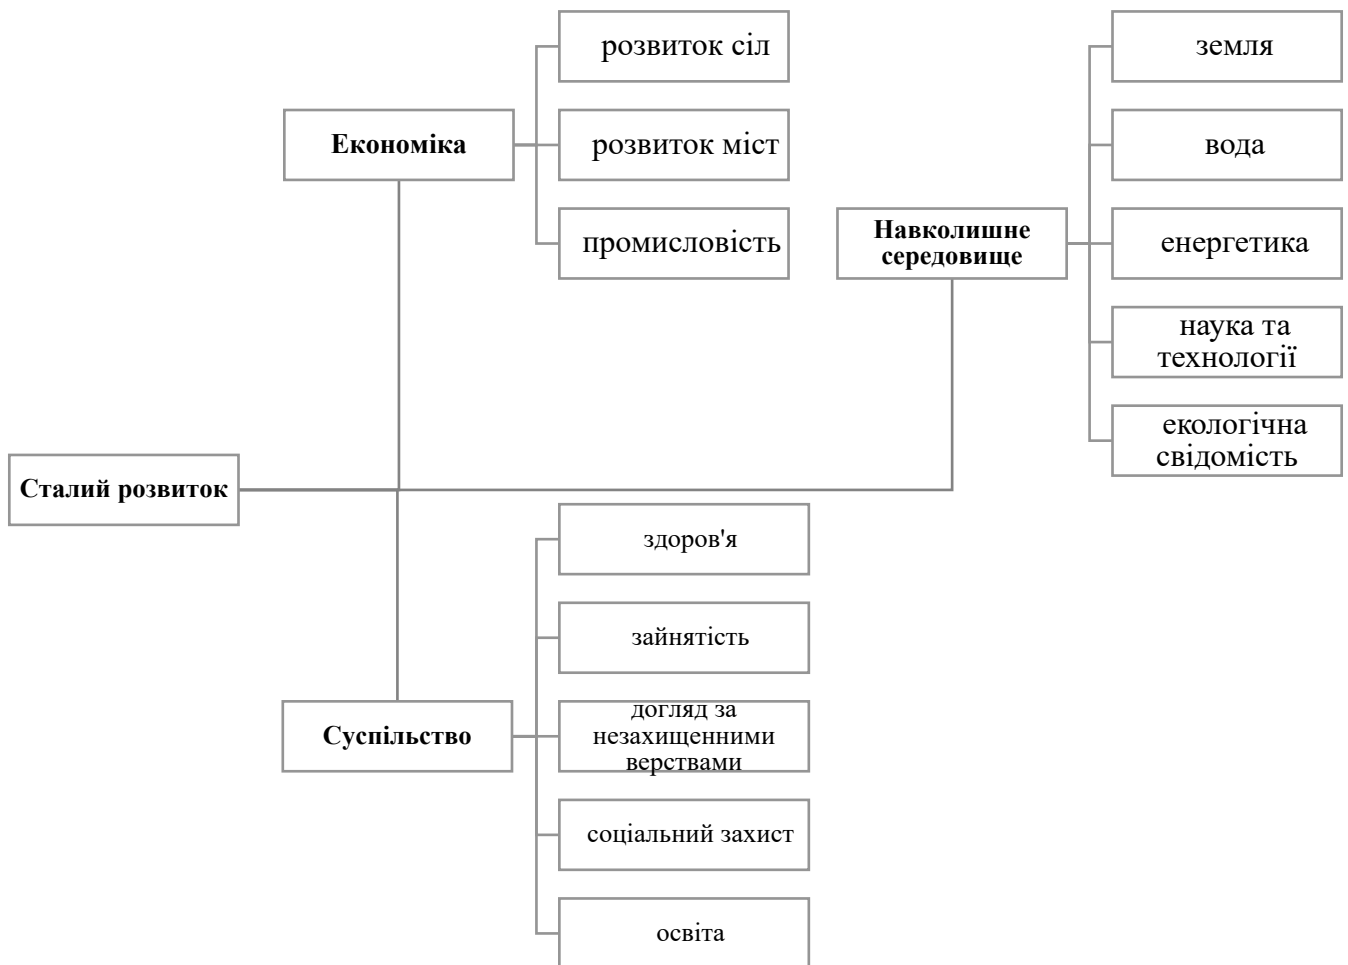 розвиток сіл
Економіка
розвиток міст
промисловість
земля
вода
Навколишне
середовище
енергетика
наука та
технології
екологічна
свідомість
Сталий розвиток
здоров'я
зайнятість
догляд за
незахищенними
верствами
Суспільство
соціальний захист
освіта